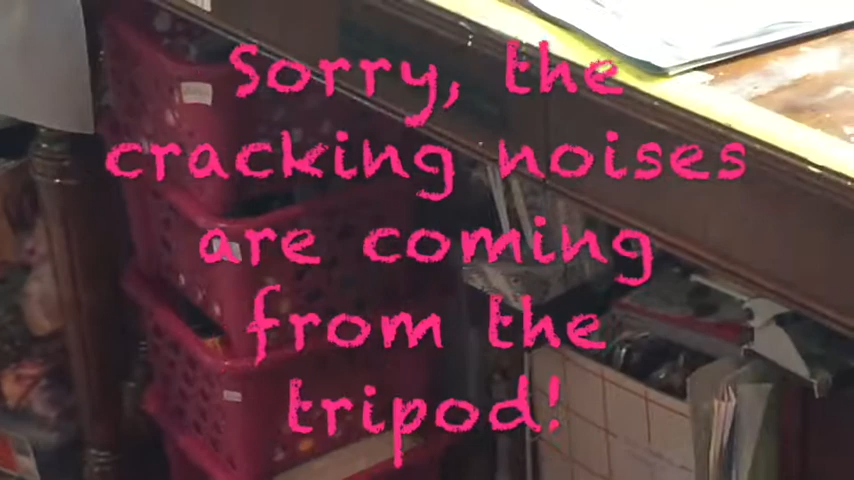 Sorry, the
cracking noises
are coming
from the
tripod!